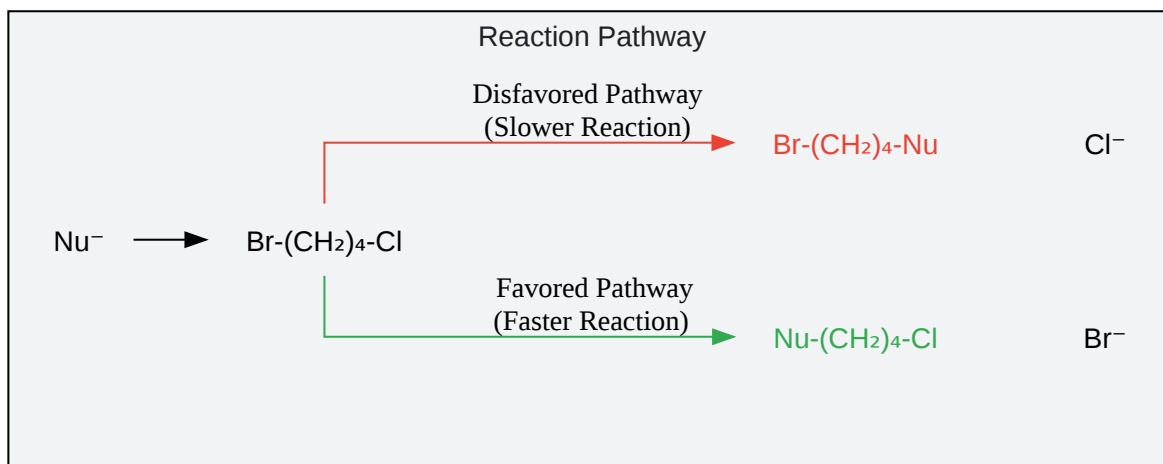 Reaction Pathway
Disfavored Pathway
(Slower Reaction)
Br-(CH₂)₄-Nu
Cl⁻
Nu⁻
Br-(CH₂)₄-Cl
Favored Pathway
(Faster Reaction)
Nu-(CH₂)₄-Cl
Br⁻